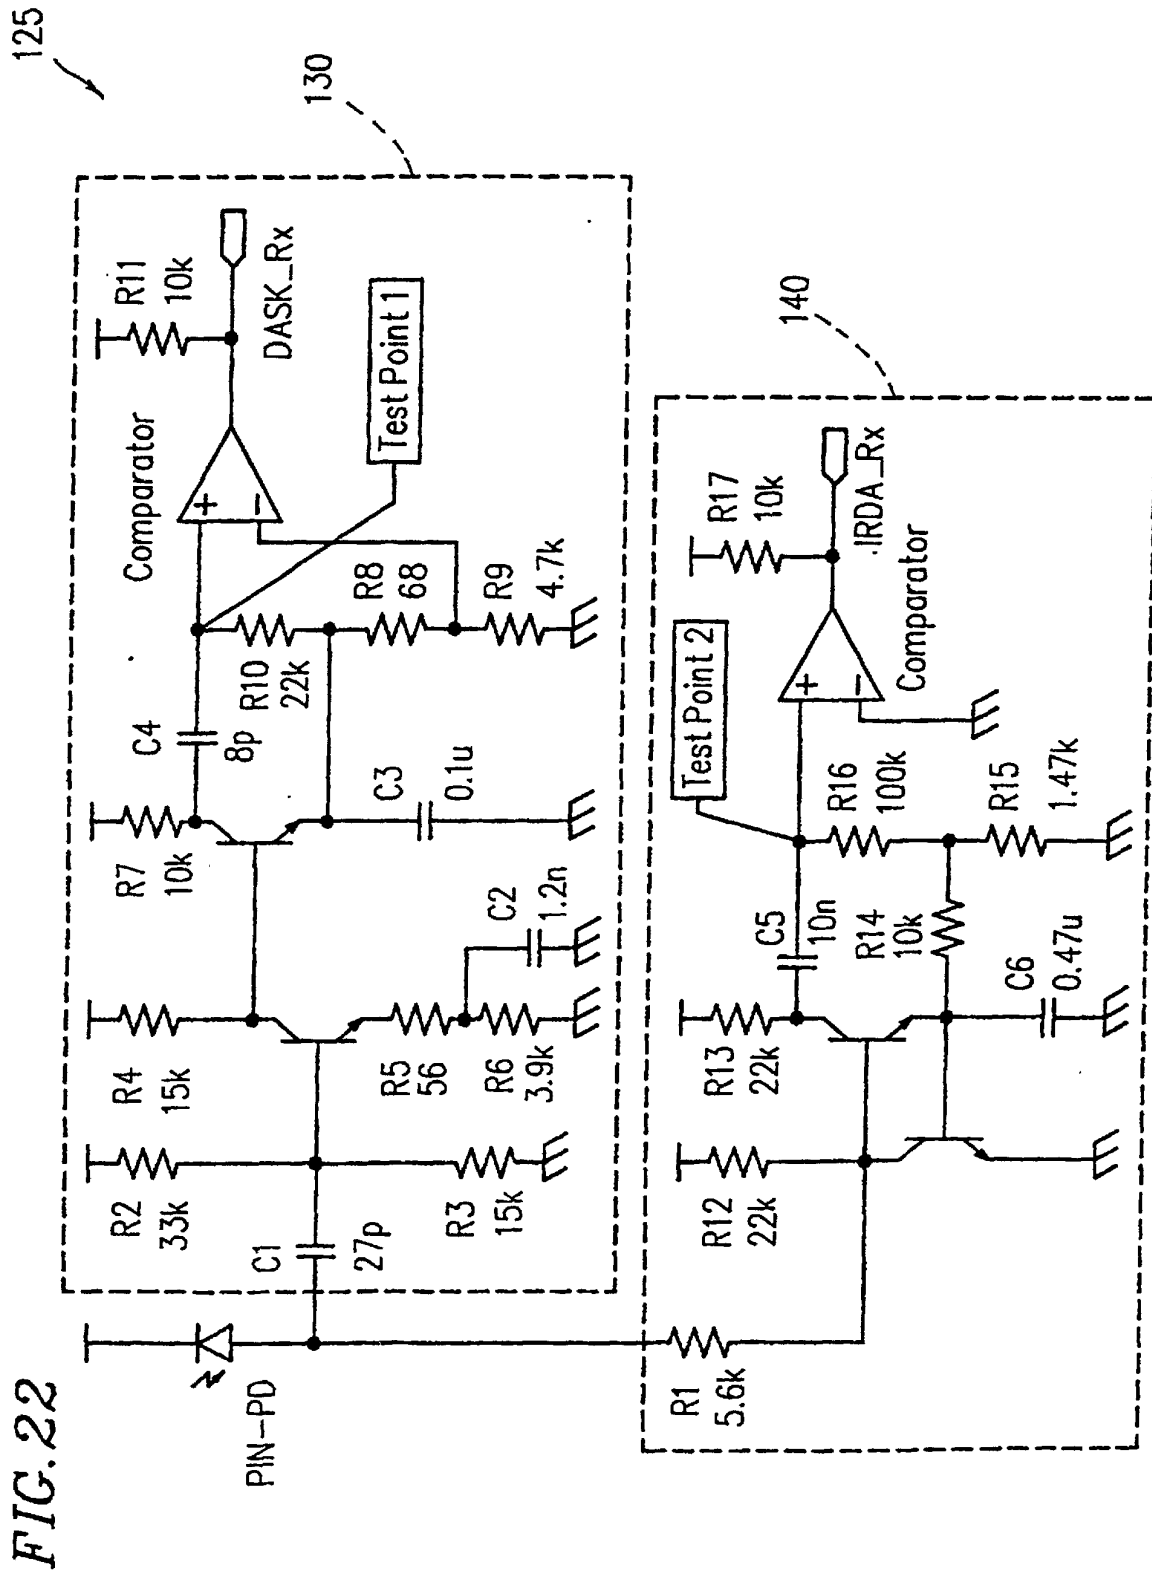 FIG.22
125
130
R11
10k
DASK_Rx
Comparator
+
−
Test Point 1
C4
8p
R10
22k
R8
68
R9
4.7k
R7
10k
C3
0.1u
C2
1.2n
R4
15k
R5
56
R6
3.9k
R2
33k
R3
15k
C1
27p
PIN-PD
140
R17
10k
IRDA_Rx
Comparator
+
−
Test Point 2
R16
100k
R15
1.47k
C5
10n
R14
10k
C6
0.47u
R13
22k
R12
22k
R1
5.6k